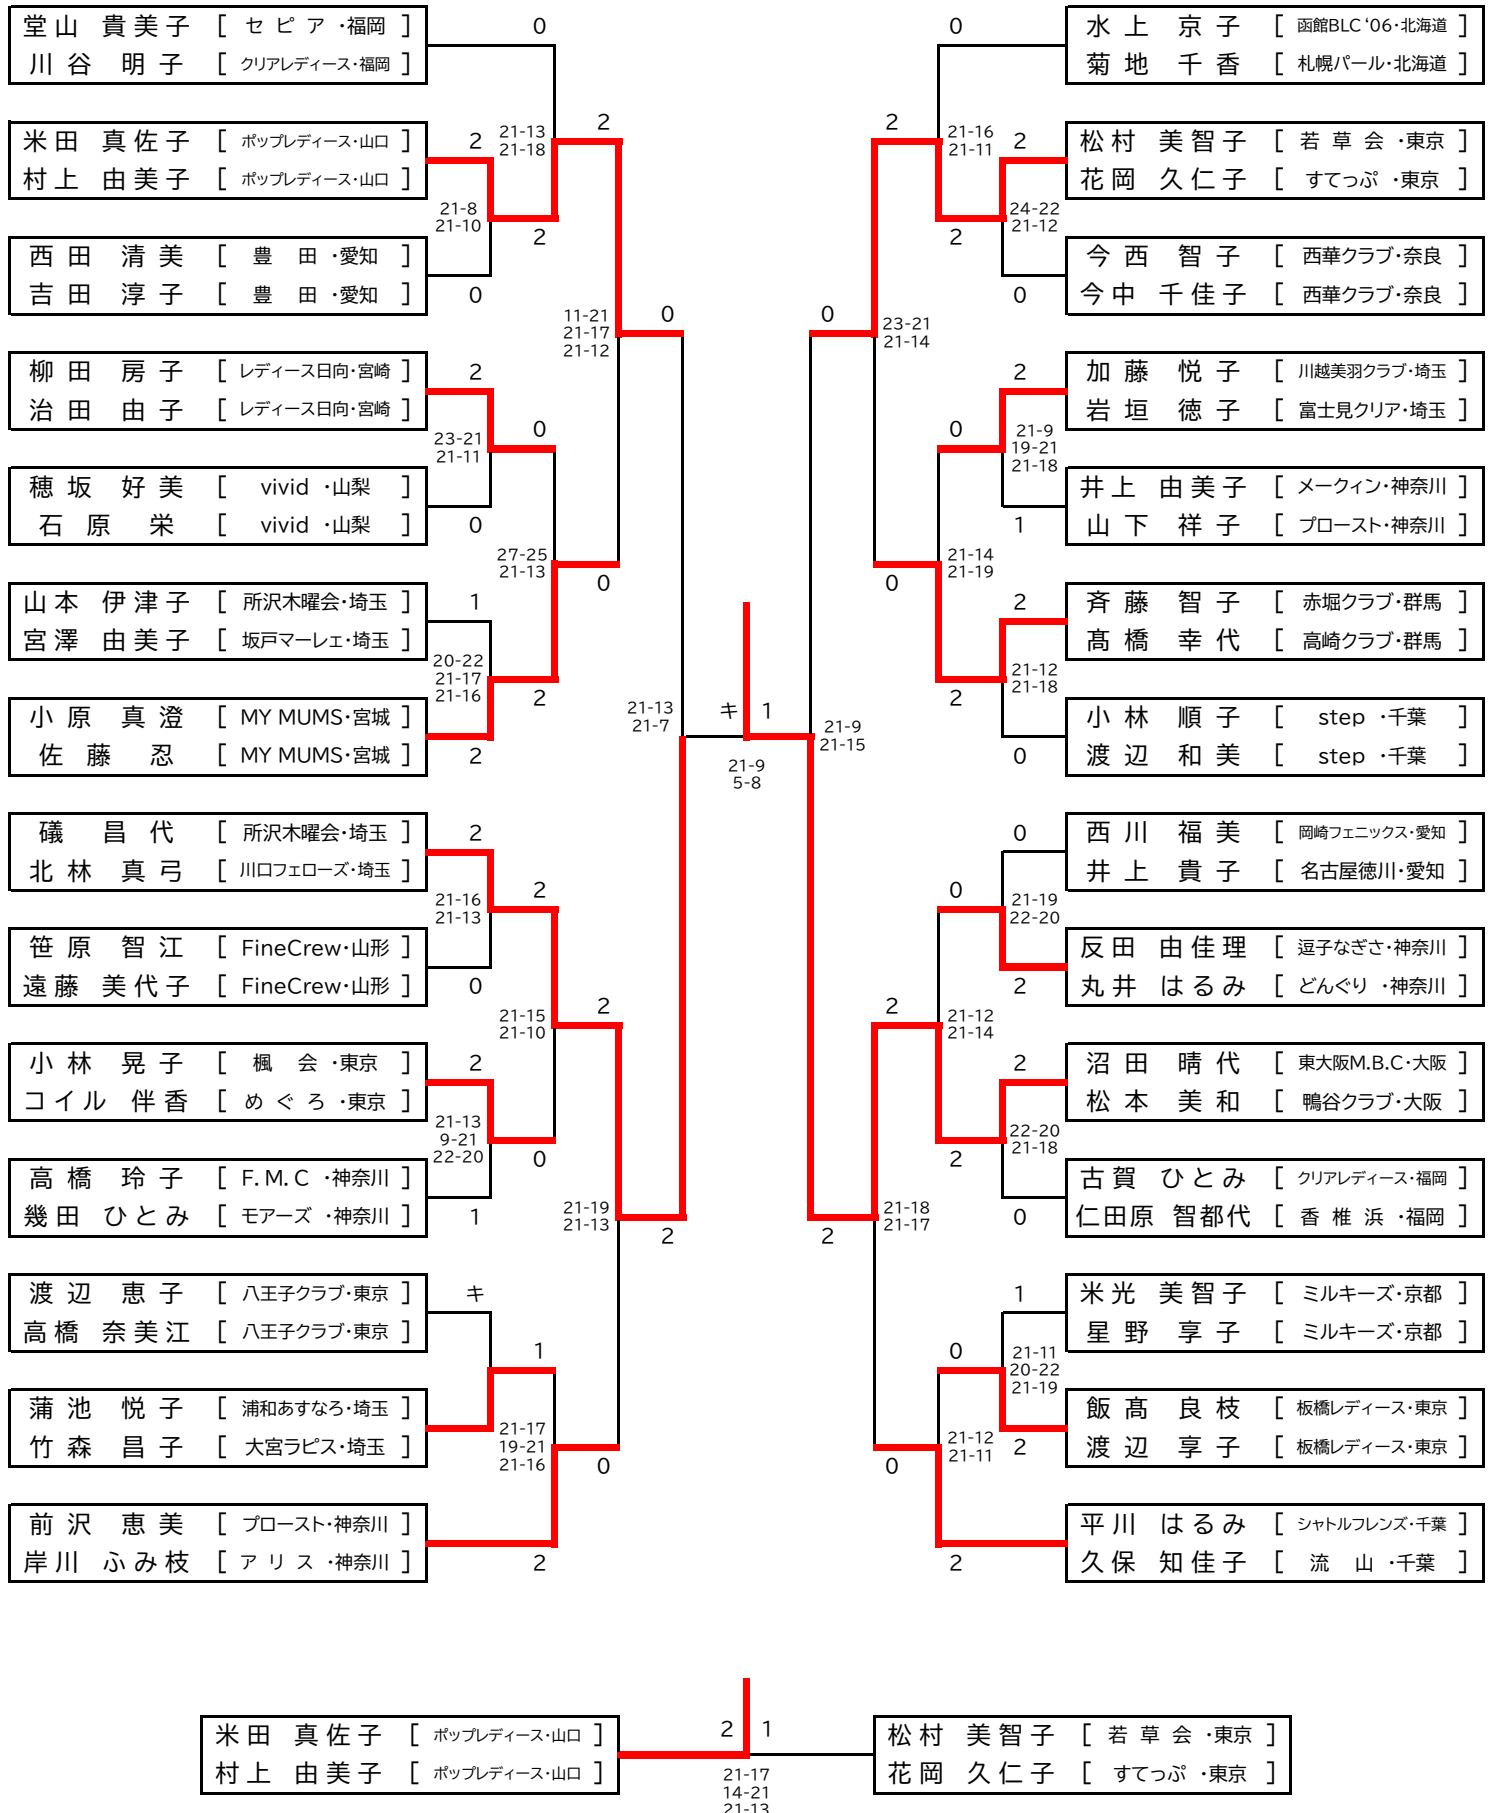 堂山 貴美子 [ セピア ・福岡 ]
川谷 明子 [ クリアレディース・福岡 ]
米田 真佐子 [ ポップレディース・山口 ]
村上 由美子 [ ポップレディース・山口 ]
西田 清美 [ 豊 田 ・愛知 ]
吉田 淳子 [ 豊 田 ・愛知 ]
柳田 房子 [ レディース日向・宮崎 ]
治田 由子 [ レディース日向・宮崎 ]
穂坂 好美 [ vivid ・山梨 ]
石原 栄 [ vivid ・山梨 ]
山本 伊津子 [ 所沢木曜会・埼玉 ]
宮澤 由美子 [ 坂戸マーレェ・埼玉 ]
小原 真澄 [ MY MUMS・宮城 ]
佐藤 忍 [ MY MUMS・宮城 ]
礒 昌代 [ 所沢木曜会・埼玉 ]
北林 真弓 [ 川口フェローズ・埼玉 ]
笹原 智江 [ FineCrew・山形 ]
遠藤 美代子 [ FineCrew・山形 ]
小林 晃子 [ 楓 会 ・東京 ]
コイル 伴香 [ めぐろ ・東京 ]
高橋 玲子 [ F.M.C ・神奈川 ]
幾田 ひとみ [ モアーズ ・神奈川 ]
渡辺 恵子 [ 八王子クラブ・東京 ]
高橋 奈美江 [ 八王子クラブ・東京 ]
蒲池 悦子 [ 浦和あすなろ・埼玉 ]
竹森 昌子 [ 大宮ラピス・埼玉 ]
前沢 恵美 [ プロースト・神奈川 ]
岸川 ふみ枝 [ アリス ・神奈川 ]
2
21-8
21-10
0
2
23-21
21-11
0
1
20-22
21-17
21-16
2
2
21-16
21-13
0
2
21-13
9-21
22-20
1
キ
0
21-13
21-18
2
0
27-25
21-13
2
2
21-15
21-10
0
1
21-17
19-21
21-16
2
2
11-21
21-17
21-12
0
2
21-19
21-13
0
0
21-13
21-7
2
キ 1
21-9
5-8
0
21-9
21-15
2
2
23-21
21-14
0
2
21-18
21-17
0
0
21-16
21-11
2
0
21-14
21-19
2
0
21-12
21-14
2
0
21-12
21-11
2
2
24-22
21-12
0
2
21-9
19-21
21-18
1
2
21-12
21-18
0
0
21-19
22-20
2
2
22-20
21-18
0
1
21-11
20-22
21-19
2
水上 京子 [ 函館BLC‘06・北海道 ]
菊地 千香 [ 札幌パール・北海道 ]
松村 美智子 [ 若草会 ・東京 ]
花岡 久仁子 [ すてっぷ ・東京 ]
今西 智子 [ 西華クラブ・奈良 ]
今中 千佳子 [ 西華クラブ・奈良 ]
加藤 悦子 [ 川越美羽クラブ・埼玉 ]
岩垣 徳子 [ 富士見クリア・埼玉 ]
井上 由美子 [ メークィン・神奈川 ]
山下 祥子 [ プロースト・神奈川 ]
斉藤 智子 [ 赤堀クラブ・群馬 ]
髙橋 幸代 [ 高崎クラブ・群馬 ]
小林 順子 [ step ・千葉 ]
渡辺 和美 [ step ・千葉 ]
西川 福美 [ 岡崎フェニックス・愛知 ]
井上 貴子 [ 名古屋徳川・愛知 ]
反田 由佳理 [ 逗子なぎさ・神奈川 ]
丸井 はるみ [ どんぐり ・神奈川 ]
沼田 晴代 [ 東大阪M.B.C・大阪 ]
松本 美和 [ 鴨谷クラブ・大阪 ]
古賀 ひとみ [ クリアレディース・福岡 ]
仁田原 智都代 [ 香椎浜 ・福岡 ]
米光 美智子 [ ミルキーズ・京都 ]
星野 享子 [ ミルキーズ・京都 ]
飯髙 良枝 [ 板橋レディース・東京 ]
渡辺 享子 [ 板橋レディース・東京 ]
平川 はるみ [ シャトルフレンズ・千葉 ]
久保 知佳子 [ 流 山 ・千葉 ]
米田 真佐子 [ ポップレディース・山口 ]
村上 由美子 [ ポップレディース・山口 ]
2 1
21-17
14-21
21-13
松村 美智子 [ 若草会 ・東京 ]
花岡 久仁子 [ すてっぷ ・東京 ]